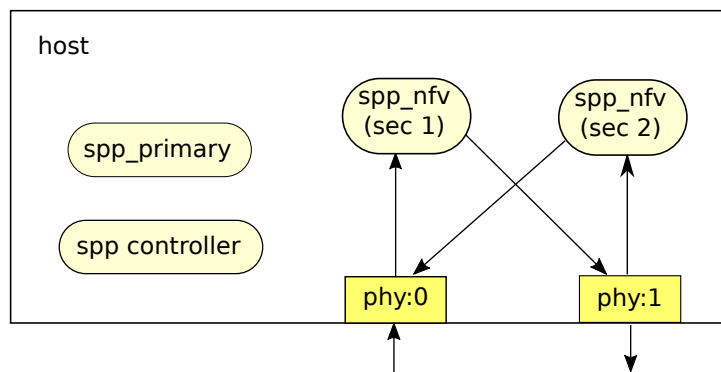 host
spp_nfv
(sec 1)
spp_nfv
(sec 2)
spp_primary
spp controller
phy:0
phy:1